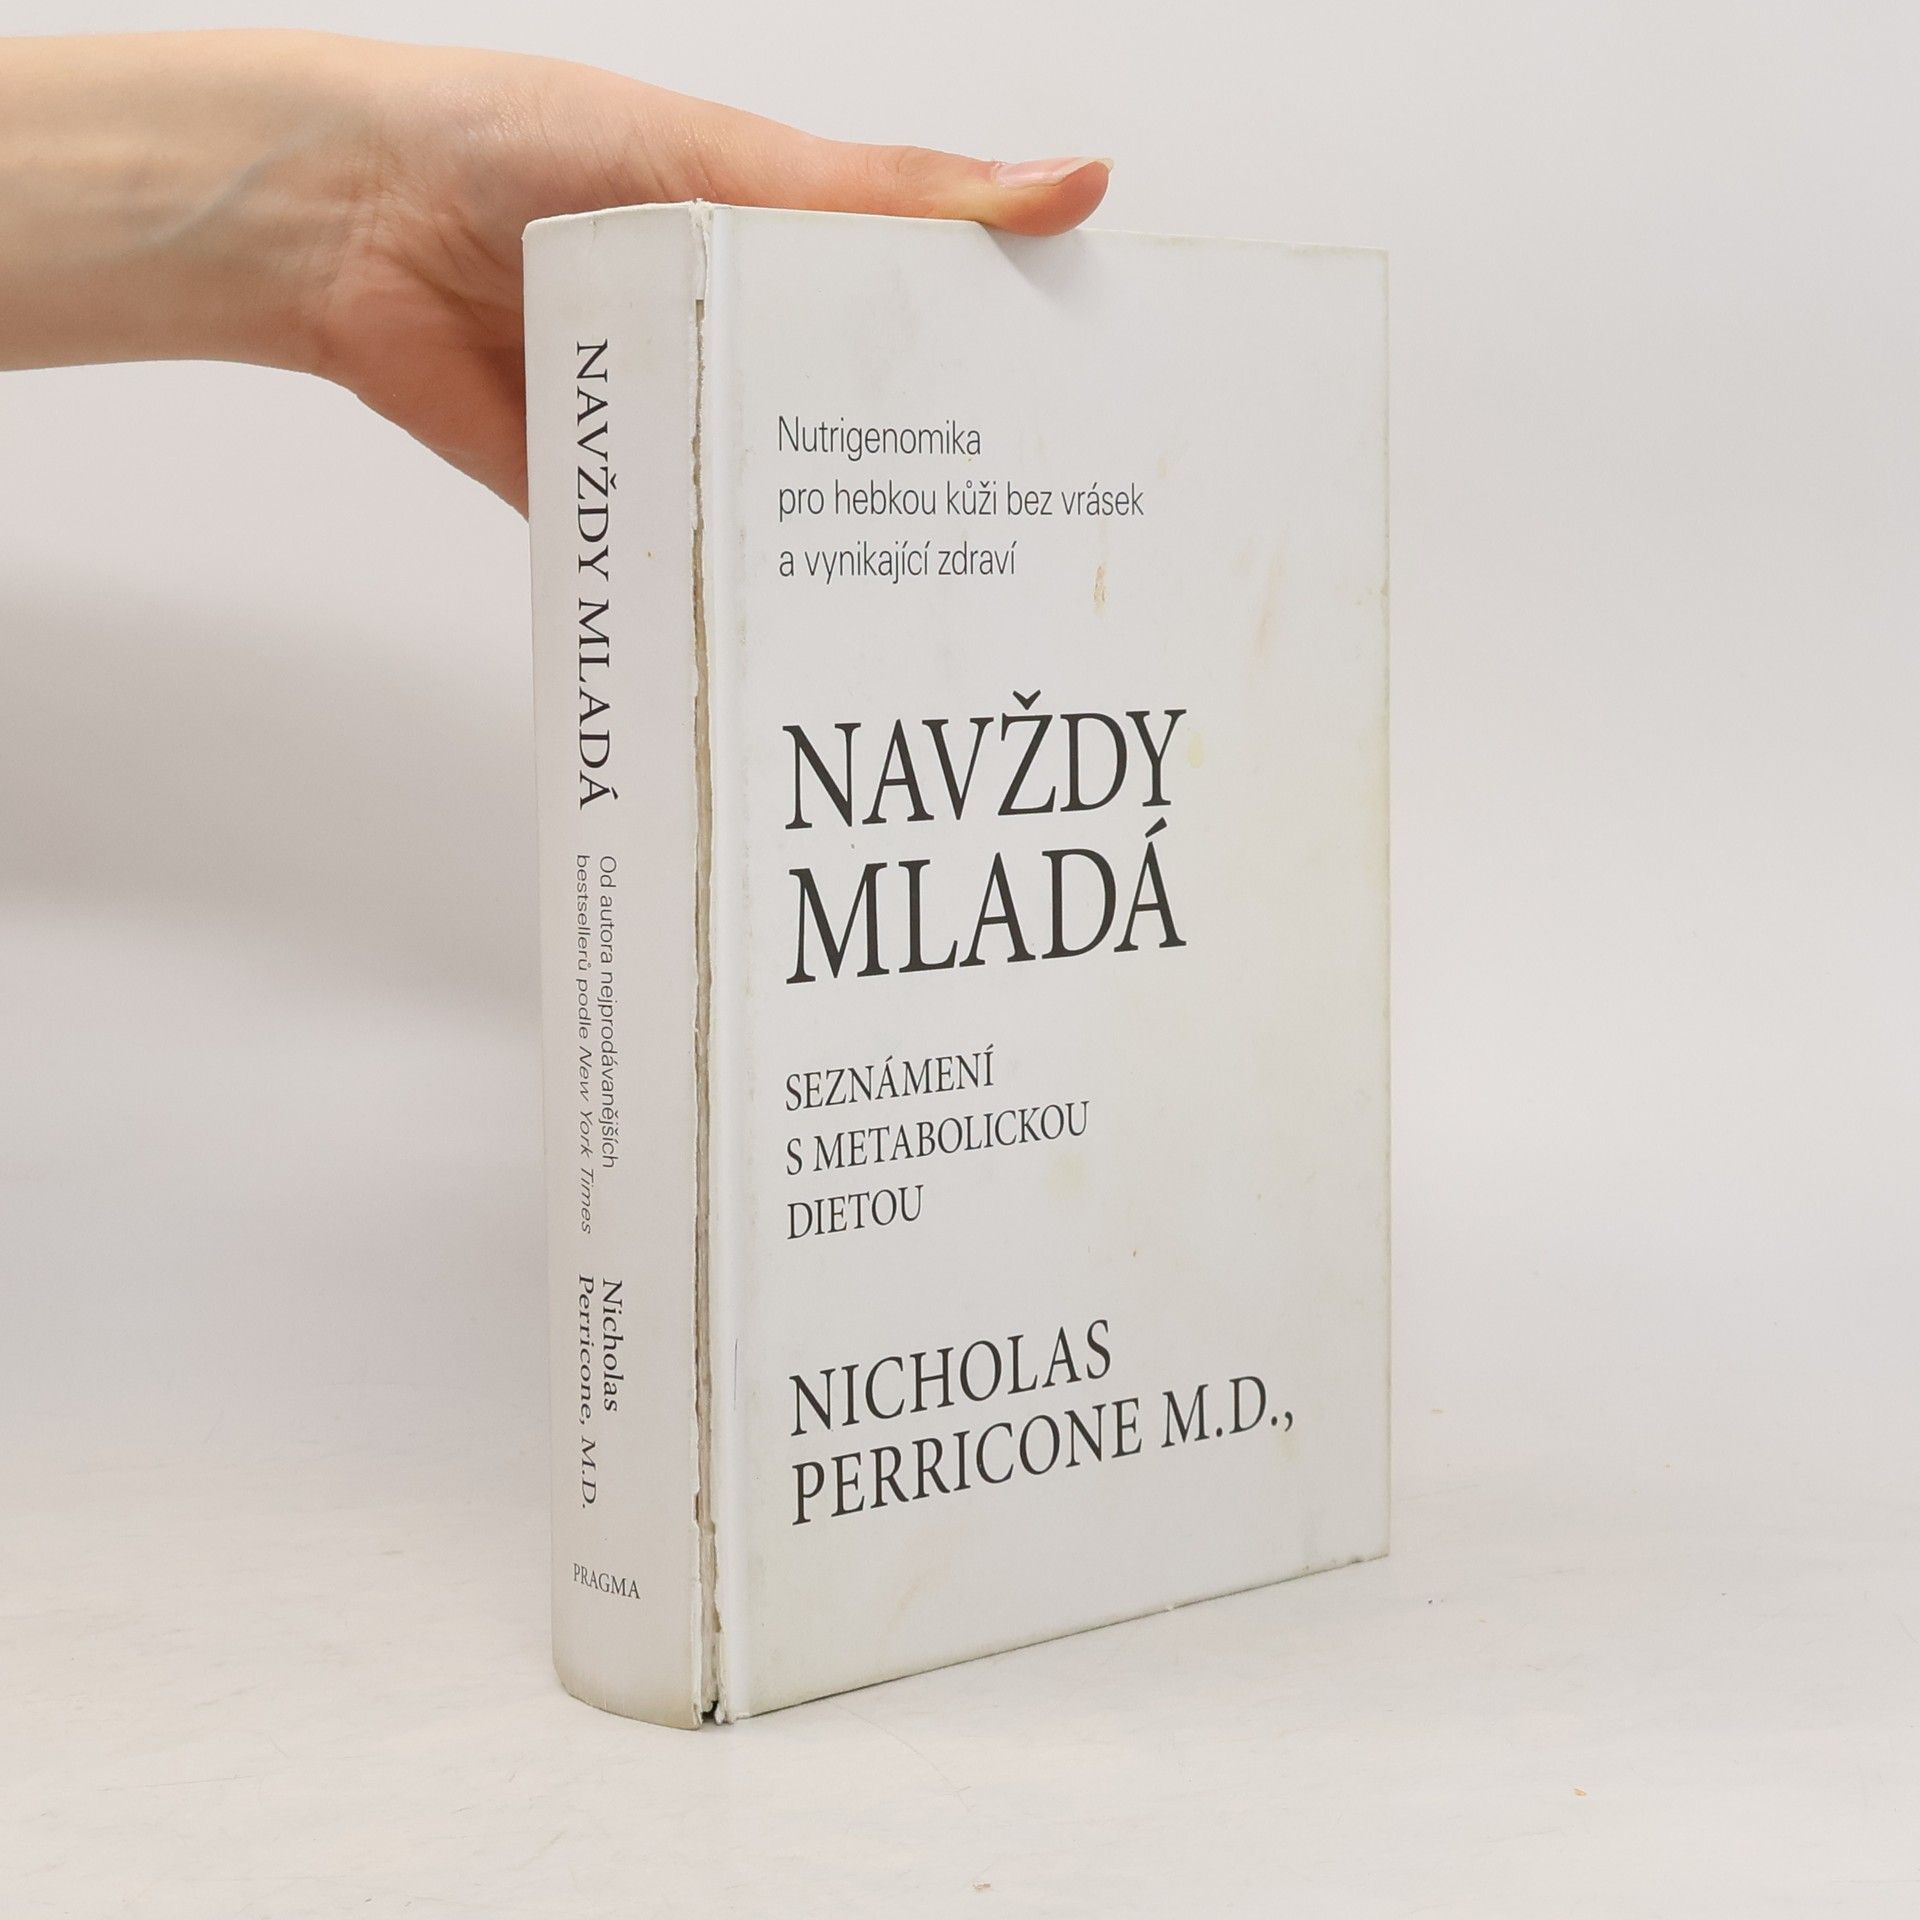 NAVŽDY MLADÁ
Od autora nejprodávanějších
bestsellerů podle New York Times
Nicholas
Perricone, M.D.
PRAGMA
Nutrigenomika
pro hebkou kůži bez vrásek
a vynikající zdraví
NAVŽDY
MLADÁ
SEZNÁMENÍ
S METABOLICKOU
DIETOU
NICHOLAS
PERRICONE M.D.,